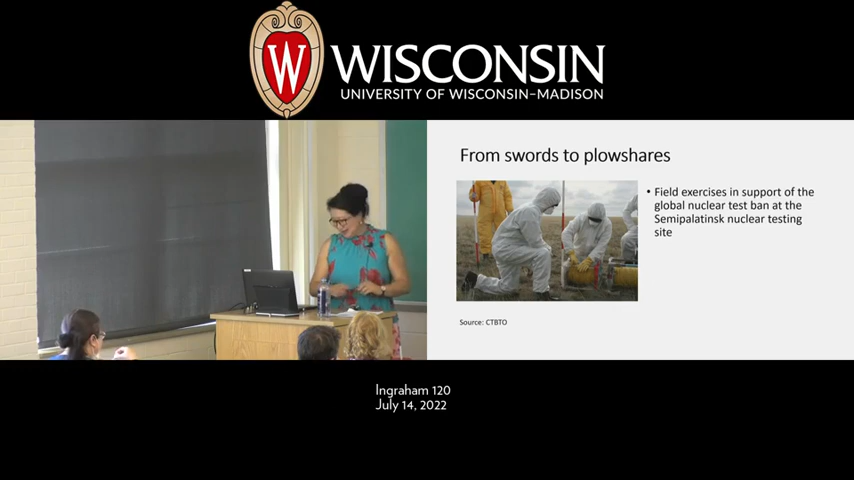 W
WISCONSIN
UNIVERSITY OF WISCONSIN–MADISON
From swords to plowshares
• Field exercises in support of the
global nuclear test ban at the
Semipalatinsk nuclear testing
site
Source: CTBTO
Ingraham 120
July 14, 2022